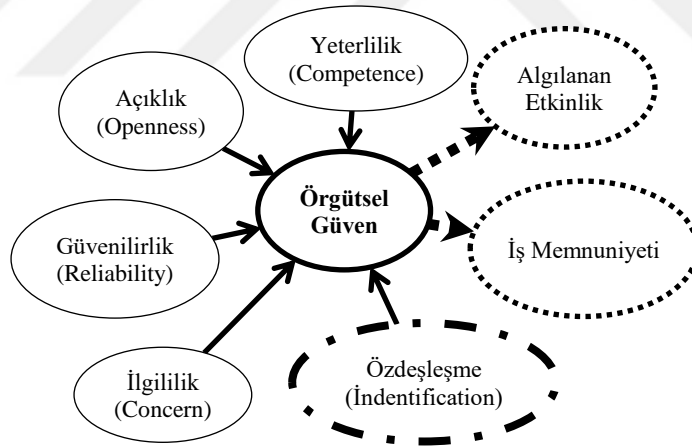 Yeterlilik
(Competence)
Algılanan
Etkinlik
Açıklık
(Openness)
Örgütsel
Güven
Güvenilirlik
(Reliability)
İş Memnuniyeti
İlgililik
(Concern)
Özdeşleşme
(İndentification)